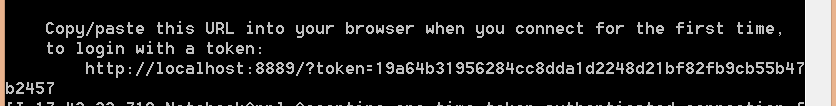 Copy/paste this URL into your browser when you connect for the first time,
to login with a token:
http://localhost:8889/?token=19a64b31956284cc8dda1d2248d21bf82fb9cb55b47
b2457